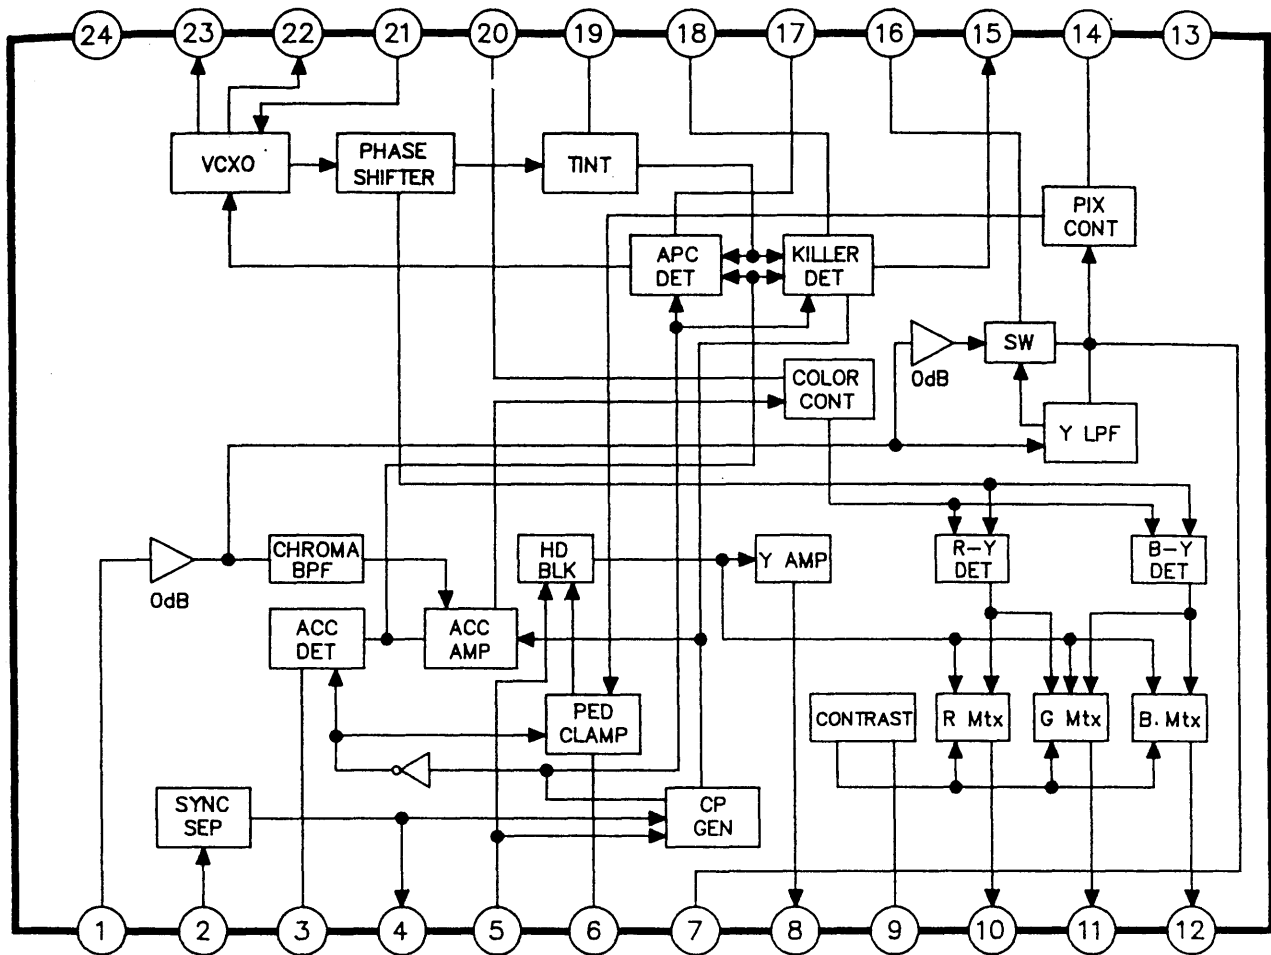 24 23 22 21 20 19 18 17 16 15 14 13
VCXO
PHASE
SHIFTER
TINT
PIX
CONT
APC
DET
KILLER
DET
SW
0dB
COLOR
CONT
Y LPF
CHROMA
BPF
0dB
HD
BLK
Y AMP
R-Y
DET
B-Y
DET
ACC
DET
ACC
AMP
PED
CLAMP
CONTRAST
R Mtx
G Mtx
B. Mtx
SYNC
SEP
CP
GEN
1 2 3 4 5 6 7 8 9 10 11 12